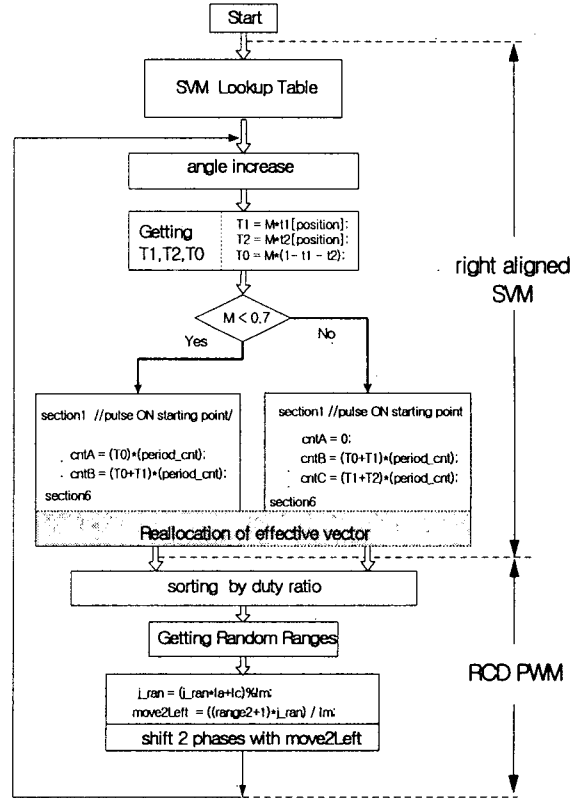 Start
SVM Lookup Table
angle increase
Getting
T1,T2,T0
T1 = M*t1[position];
T2 = M*t2[position];
T0 = M*(1- t1 - t2);
M < 0.7
Yes
No
section1 //pulse ON starting point/
cntA = (T0)*(period_cnt);
cntB = (T0+T1)*(period_cnt);
section6
section1 //pulse ON starting point
cntA = 0;
cntB = (T0+T1)*(period_cnt);
cntC = (T1+T2)*(period_cnt);
section6
Reallocation of effective vector
right aligned
SVM
sorting by duty ratio
Getting Random Ranges
j_ran = (j_ran*Ia+Ic)%Im;
move2Left = ((range2+1)*j_ran) / Im;
shift 2 phases with move2Left
RCD PWM